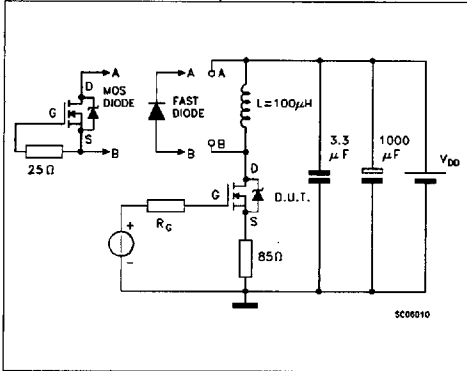 A
D
MOS
DIODE
G
S
B
25Ω
A
FAST
DIODE
B
A
B
L=100μH
D
G
S
D.U.T.
RG
85Ω
3.3
μF
1000
μF
VDD
+
-
SC06010